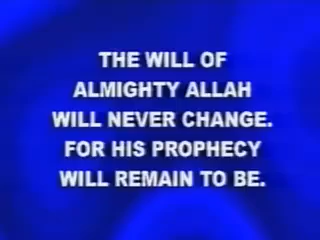 THE WILL OF
ALMIGHTY ALLAH
WILL NEVER CHANGE.
FOR HIS PROPHECY
WILL REMAIN TO BE.